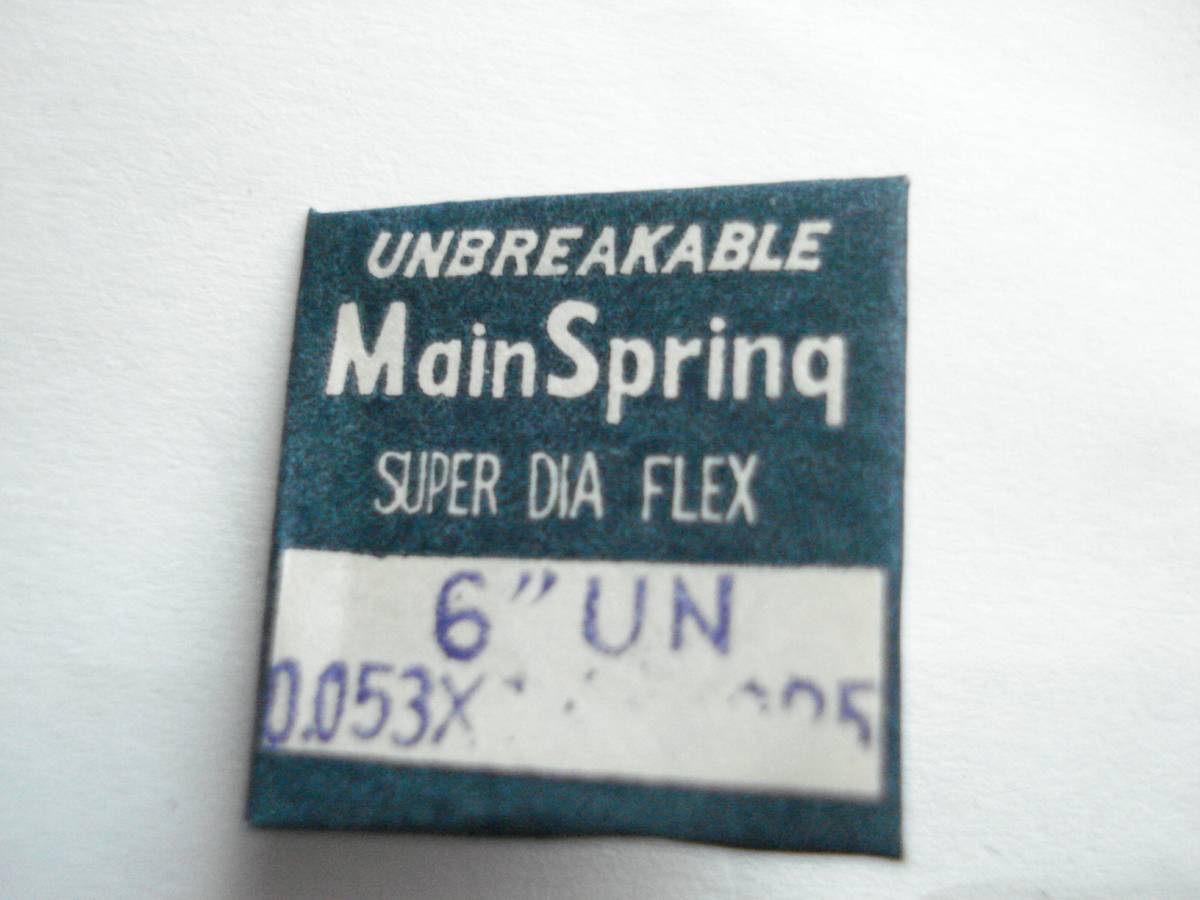 UNBREAKABLE
MainSpring
SUPER DIA FLEX
6" UN
0.053X